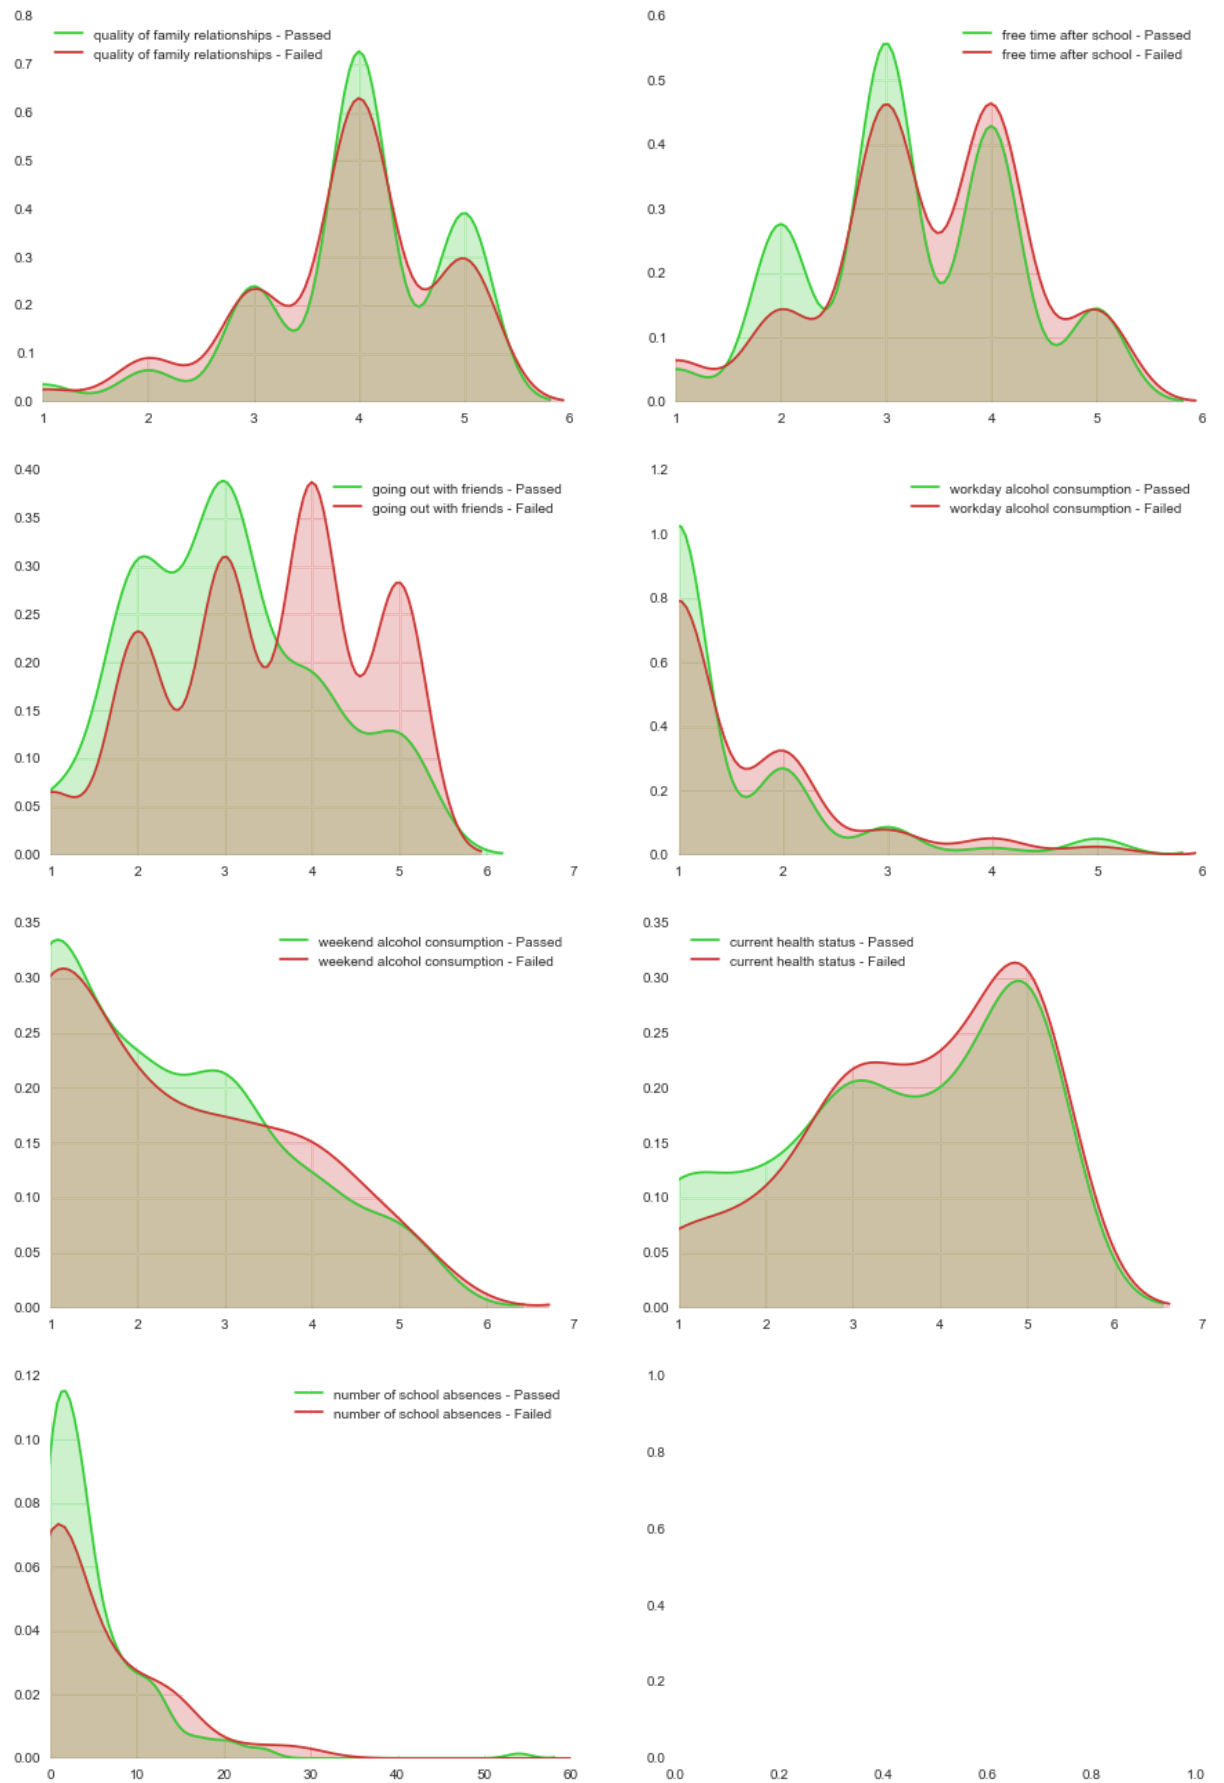 0.8
0.7
0.6
0.5
0.4
0.3
0.2
0.1
0.0
1 2 3 4 5 6
quality of family relationships - Passed
quality of family relationships - Failed
0.6
0.5
0.4
0.3
0.2
0.1
0.0
1 2 3 4 5 6
free time after school - Passed
free time after school - Failed
0.40
0.35
0.30
0.25
0.20
0.15
0.10
0.05
0.00
1 2 3 4 5 6 7
going out with friends - Passed
going out with friends - Failed
1.2
1.0
0.8
0.6
0.4
0.2
0.0
1 2 3 4 5 6
workday alcohol consumption - Passed
workday alcohol consumption - Failed
0.35
0.30
0.25
0.20
0.15
0.10
0.05
0.00
1 2 3 4 5 6 7
weekend alcohol consumption - Passed
weekend alcohol consumption - Failed
0.35
0.30
0.25
0.20
0.15
0.10
0.05
0.00
1 2 3 4 5 6 7
current health status - Passed
current health status - Failed
0.12
0.10
0.08
0.06
0.04
0.02
0.00
0 10 20 30 40 50 60
number of school absences - Passed
number of school absences - Failed
1.0
0.8
0.6
0.4
0.2
0.0
0.0 0.2 0.4 0.6 0.8 1.0